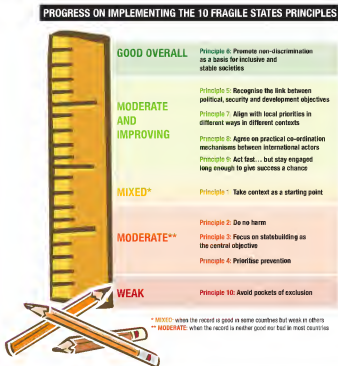 PROGRESS ON IMPLEMENTING THE 10 FRAGILE STATES PRINCIPLES
GOOD OVERALL
Principle 6: Promote non-discrimination
as a basis for inclusive and
stable societies
MODERATE
AND
IMPROVING
Principle 5: Recognise the link between
political, security and development objectives
Principle 7: Align with local priorities in
different ways in different contexts
Principle 8: Agree on practical co-ordination
mechanisms between international actors
Principle 9: Act fast... but stay engaged
long enough to give success a chance
MIXED*
Principle 1: Take context as a starting point
MODERATE**
Principle 2: Do no harm
Principle 3: Focus on statebuilding as
the central objective
Principle 4: Prioritise prevention
WEAK
Principle 10: Avoid pockets of exclusion
* MIXED: when the record is good in some countries but weak in others
** MODERATE: when the record is neither good nor bad in most countries